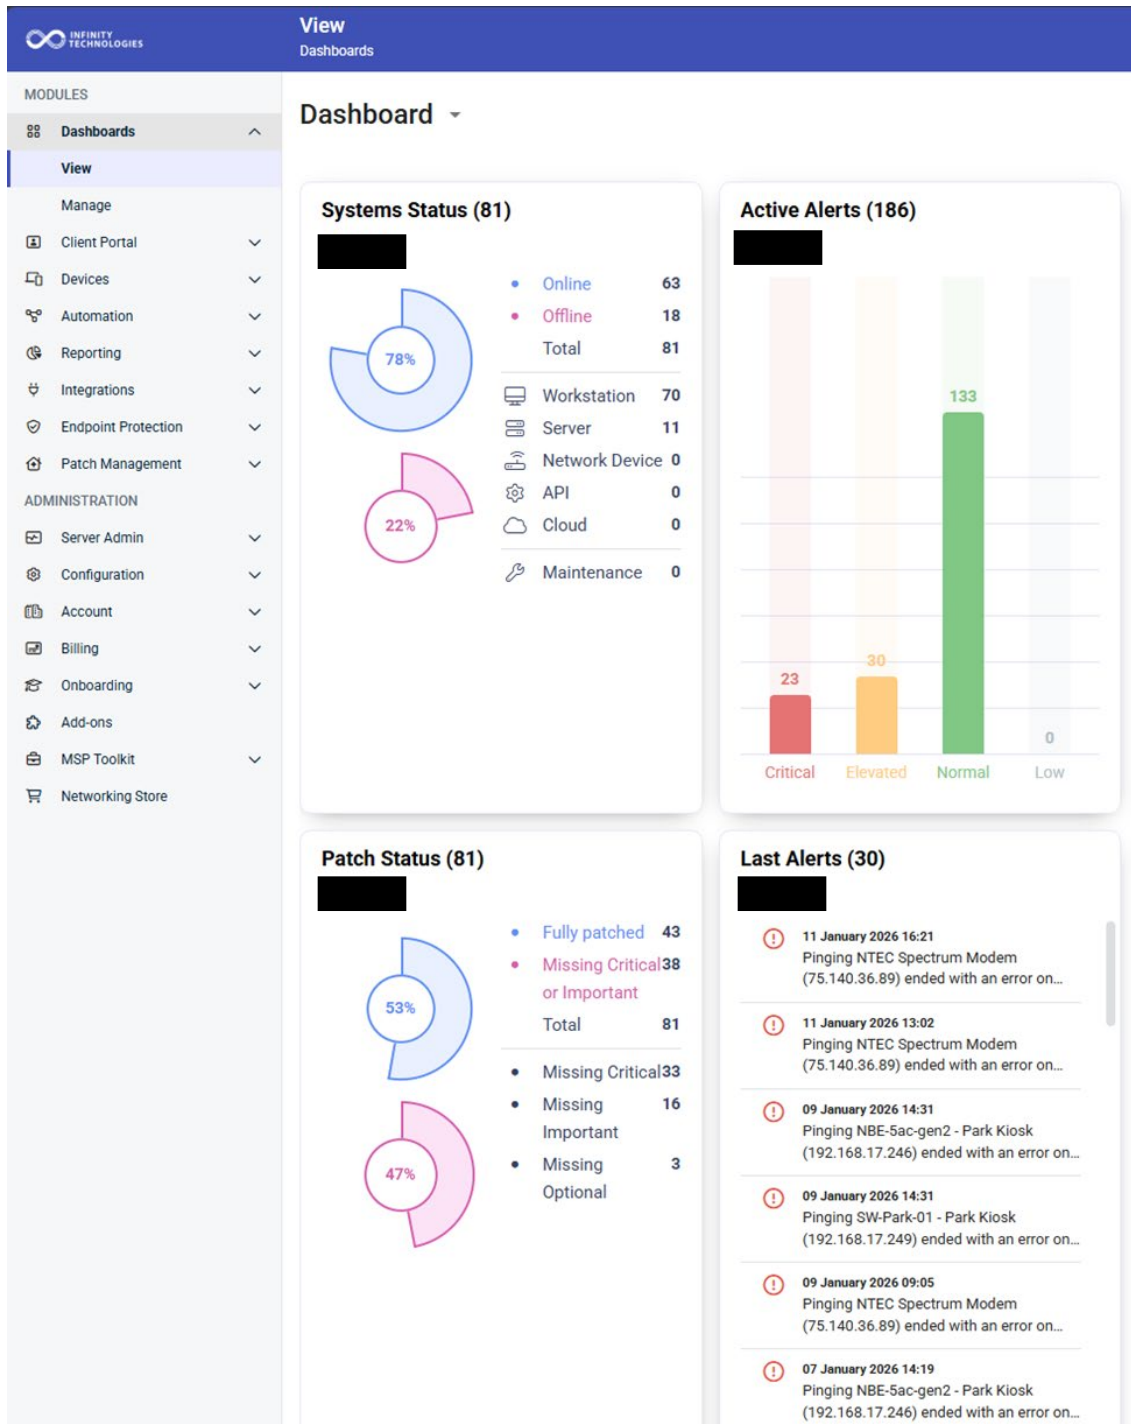 INFINITY
TECHNOLOGIES
View
Dashboards
MODULES
Dashboards
View
Manage
Client Portal
Devices
Automation
Reporting
Integrations
Endpoint Protection
Patch Management
ADMINISTRATION
Server Admin
Configuration
Account
Billing
Onboarding
Add-ons
MSP Toolkit
Networking Store
Dashboard
Systems Status (81)
78%
22%
Online 63
Offline 18
Total 81
Workstation 70
Server 11
Network Device 0
API 0
Cloud 0
Maintenance 0
Active Alerts (186)
23
30
133
0
Critical Elevated Normal Low
Patch Status (81)
53%
47%
Fully patched 43
Missing Critical 38
or Important
Total 81
Missing Critical 33
Missing 16
Important
Missing 3
Optional
Last Alerts (30)
11 January 2026 16:21
Pinging NTEC Spectrum Modem
(75.140.36.89) ended with an error on...
11 January 2026 13:02
Pinging NTEC Spectrum Modem
(75.140.36.89) ended with an error on...
09 January 2026 14:31
Pinging NBE-5ac-gen2 - Park Kiosk
(192.168.17.246) ended with an error on...
09 January 2026 14:31
Pinging SW-Park-01 - Park Kiosk
(192.168.17.249) ended with an error on...
09 January 2026 09:05
Pinging NTEC Spectrum Modem
(75.140.36.89) ended with an error on...
07 January 2026 14:19
Pinging NBE-5ac-gen2 - Park Kiosk
(192.168.17.246) ended with an error on...